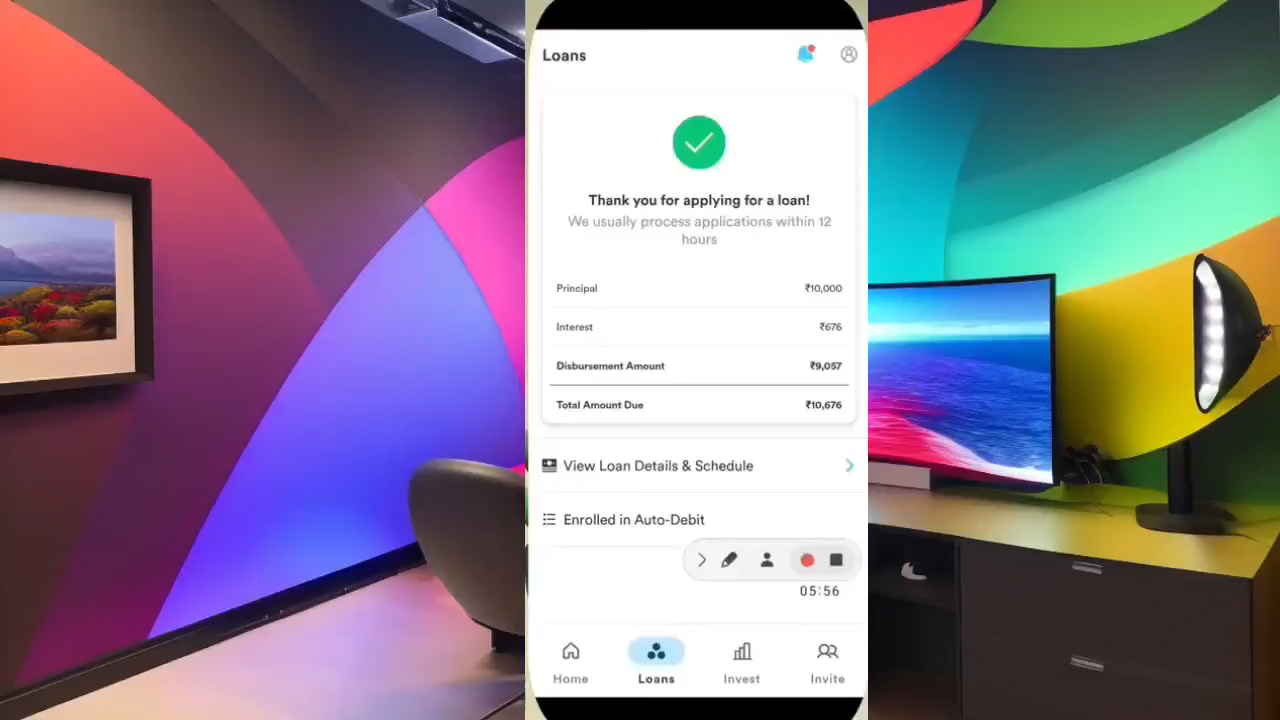 Loans
Thank you for applying for a loan!
We usually process applications within 12
hours
Principal ₹10,000
Interest ₹676
Disbursement Amount ₹9,057
Total Amount Due ₹10,676
View Loan Details & Schedule
Enrolled in Auto-Debit
05:56
Home Loans Invest Invite